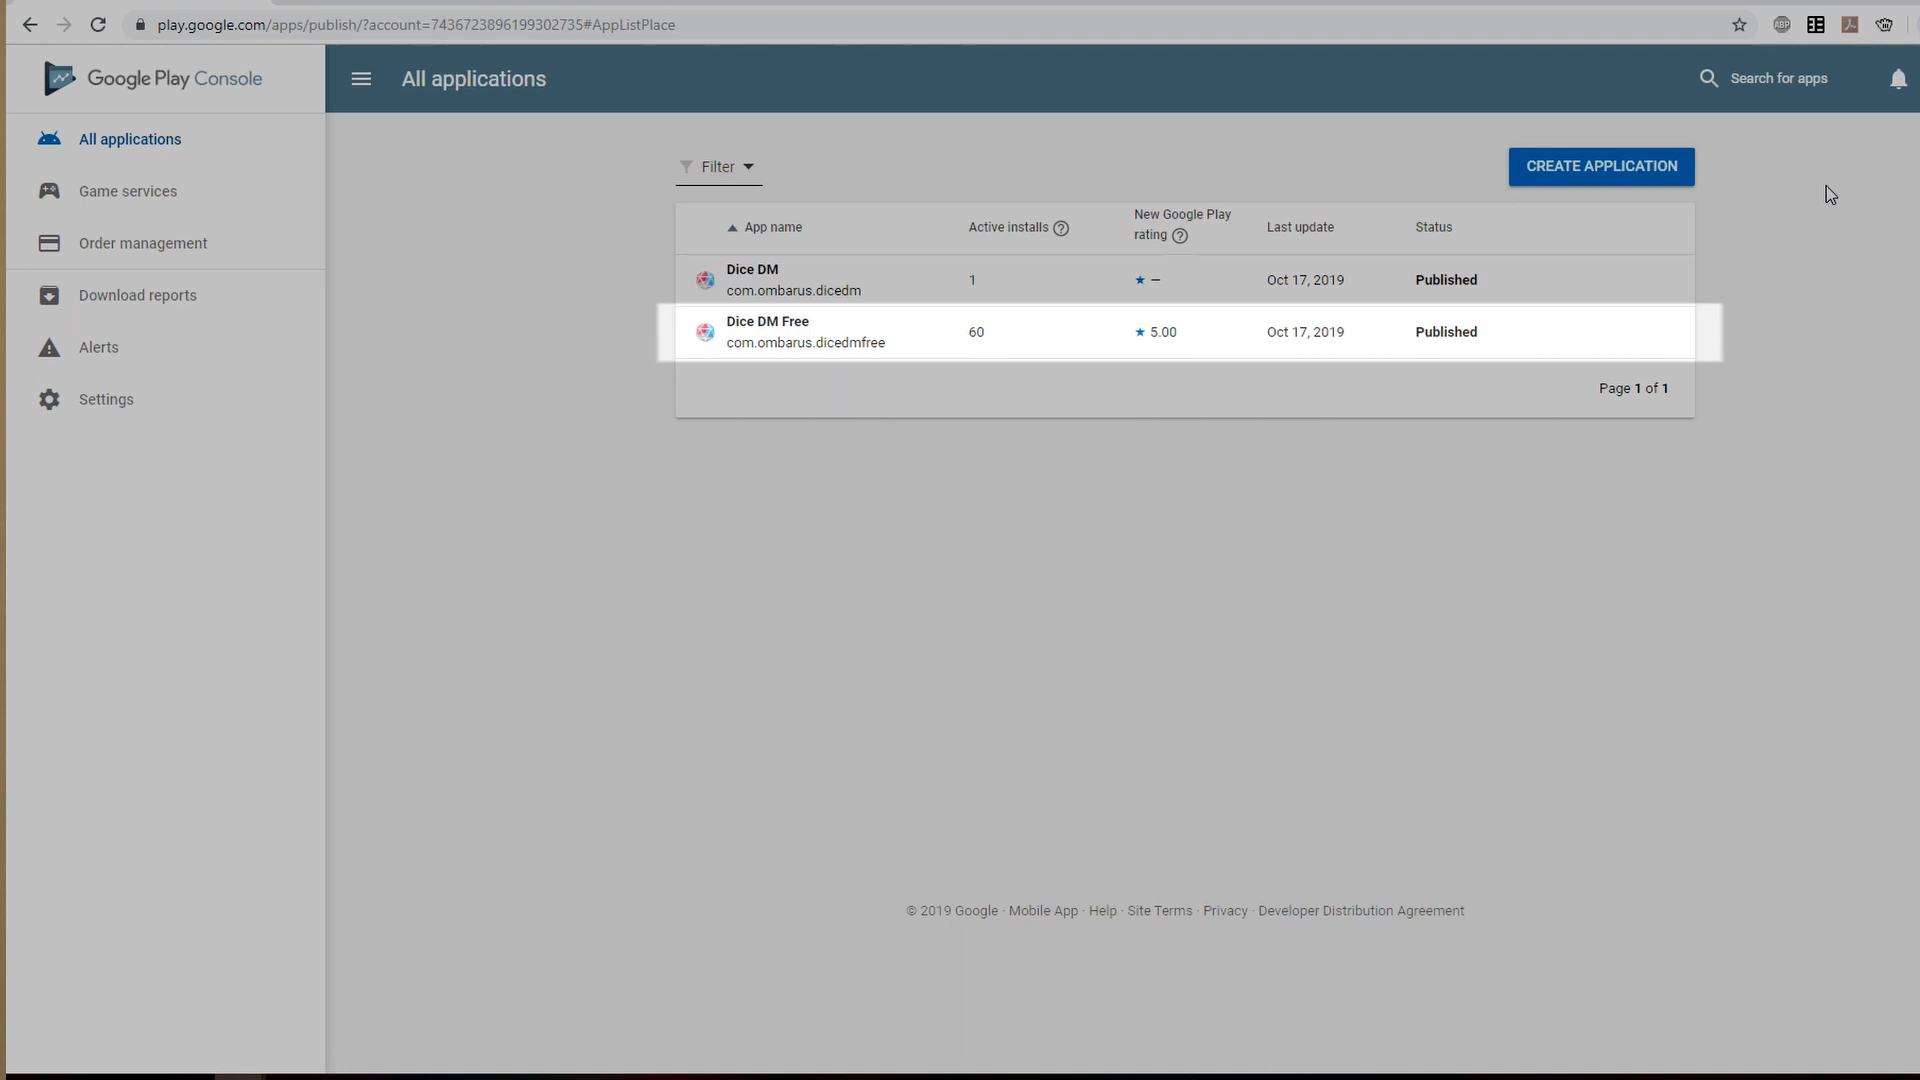 play.google.com/apps/publish/?account=7436723896199302735#AppListPlace
ABP
Google Play Console
All applications
Search for apps
All applications
Game services
Order management
Download reports
Alerts
Settings
Filter
CREATE APPLICATION
App name
Active installs ?
New Google Play
rating ?
Last update
Status
Dice DM
com.ombarus.dicedm
1
★ –
Oct 17, 2019
Published
Dice DM Free
com.ombarus.dicedmfree
60
★ 5.00
Oct 17, 2019
Published
Page 1 of 1
© 2019 Google · Mobile App · Help · Site Terms · Privacy · Developer Distribution Agreement